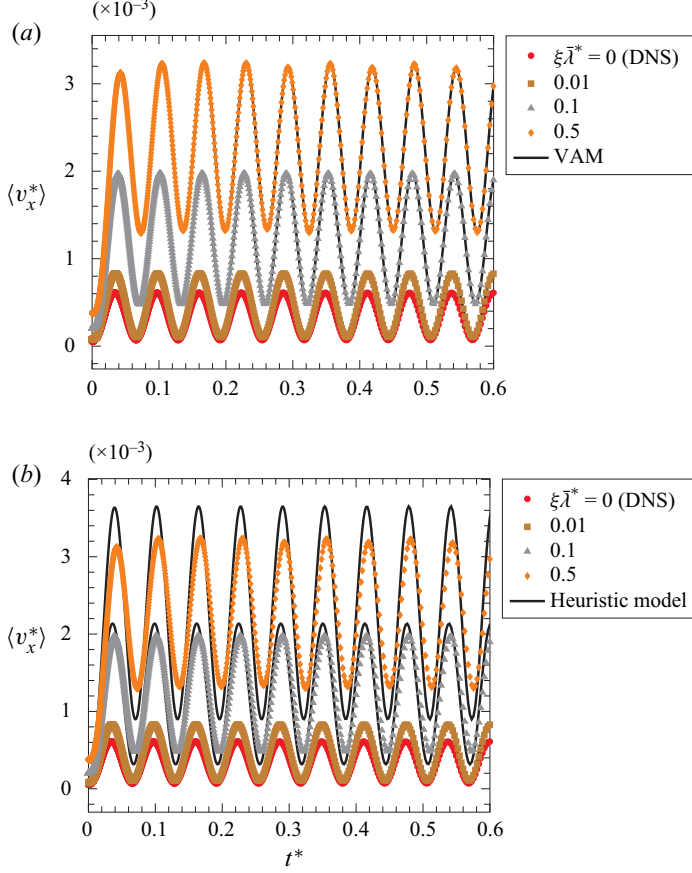 (a)
(×10⁻³)
3
2
⟨v*ₓ⟩
1
0
0 0.1 0.2 0.3 0.4 0.5 0.6
ξλ̄* = 0 (DNS)
0.01
0.1
0.5
VAM
(b)
(×10⁻³)
4
3
⟨v*ₓ⟩ 2
1
0
0 0.1 0.2 0.3 0.4 0.5 0.6
t*
ξλ̄* = 0 (DNS)
0.01
0.1
0.5
Heuristic model